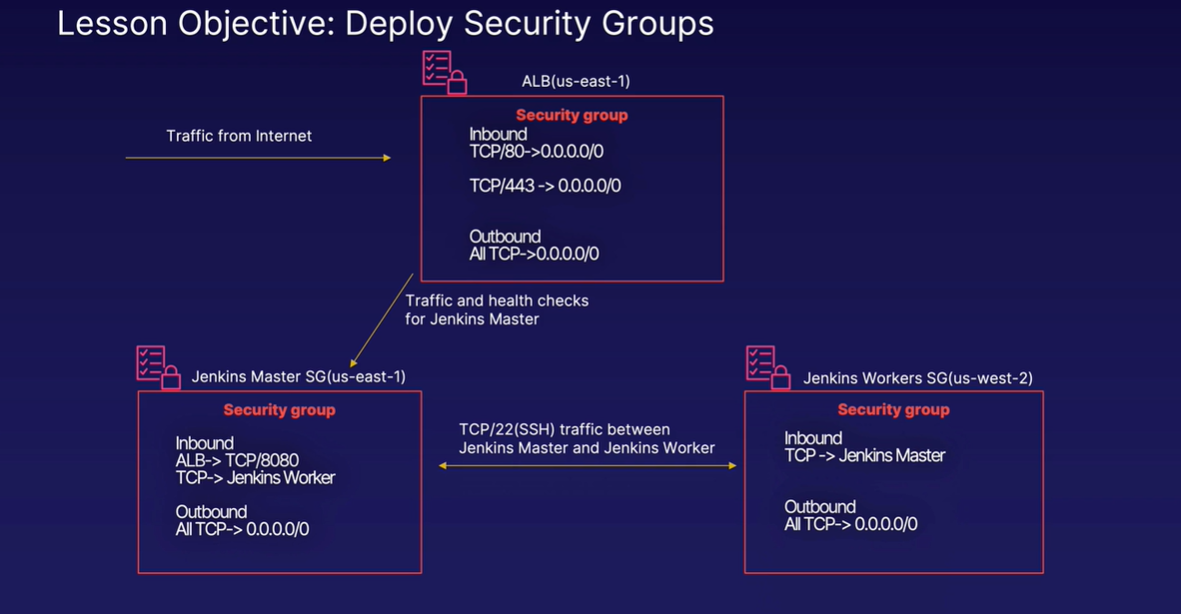 Lesson Objective: Deploy Security Groups
ALB(us-east-1)
Security group
Inbound
TCP/80->0.0.0.0/0
TCP/443 -> 0.0.0.0/0
Outbound
All TCP->0.0.0.0/0
Traffic from Internet
Traffic and health checks
for Jenkins Master
Jenkins Master SG(us-east-1)
Security group
Inbound
ALB-> TCP/8080
TCP-> Jenkins Worker
Outbound
All TCP-> 0.0.0.0/0
TCP/22(SSH) traffic between
Jenkins Master and Jenkins Worker
Jenkins Workers SG(us-west-2)
Security group
Inbound
TCP -> Jenkins Master
Outbound
All TCP-> 0.0.0.0/0